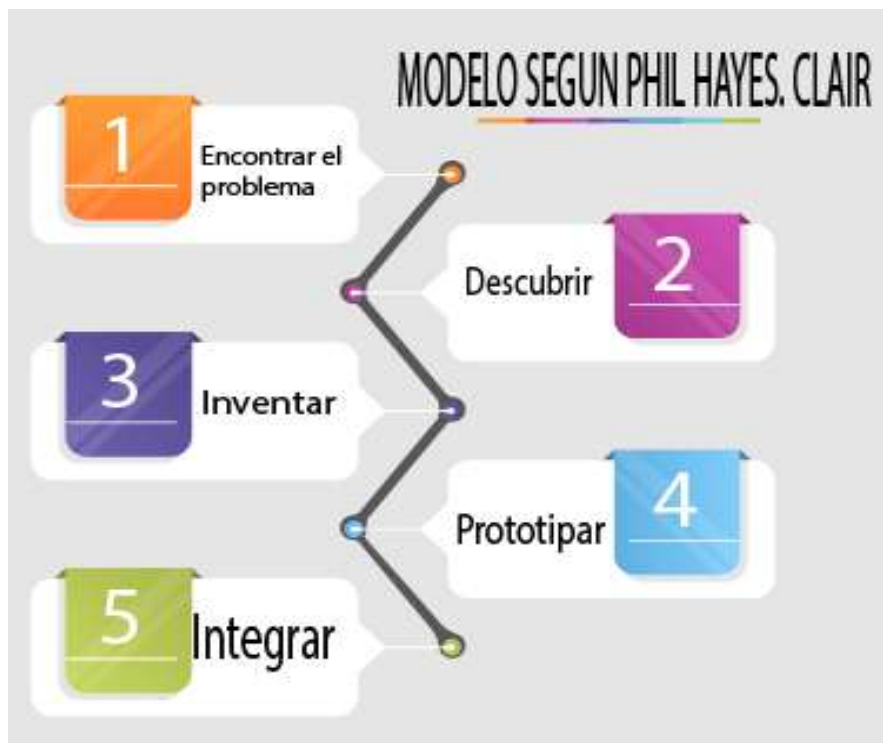 MODELO SEGUN PHIL HAYES. CLAIR
1
Encontrar el
problema
2
Descubrir
3
Inventar
4
Prototipar
5
Integrar